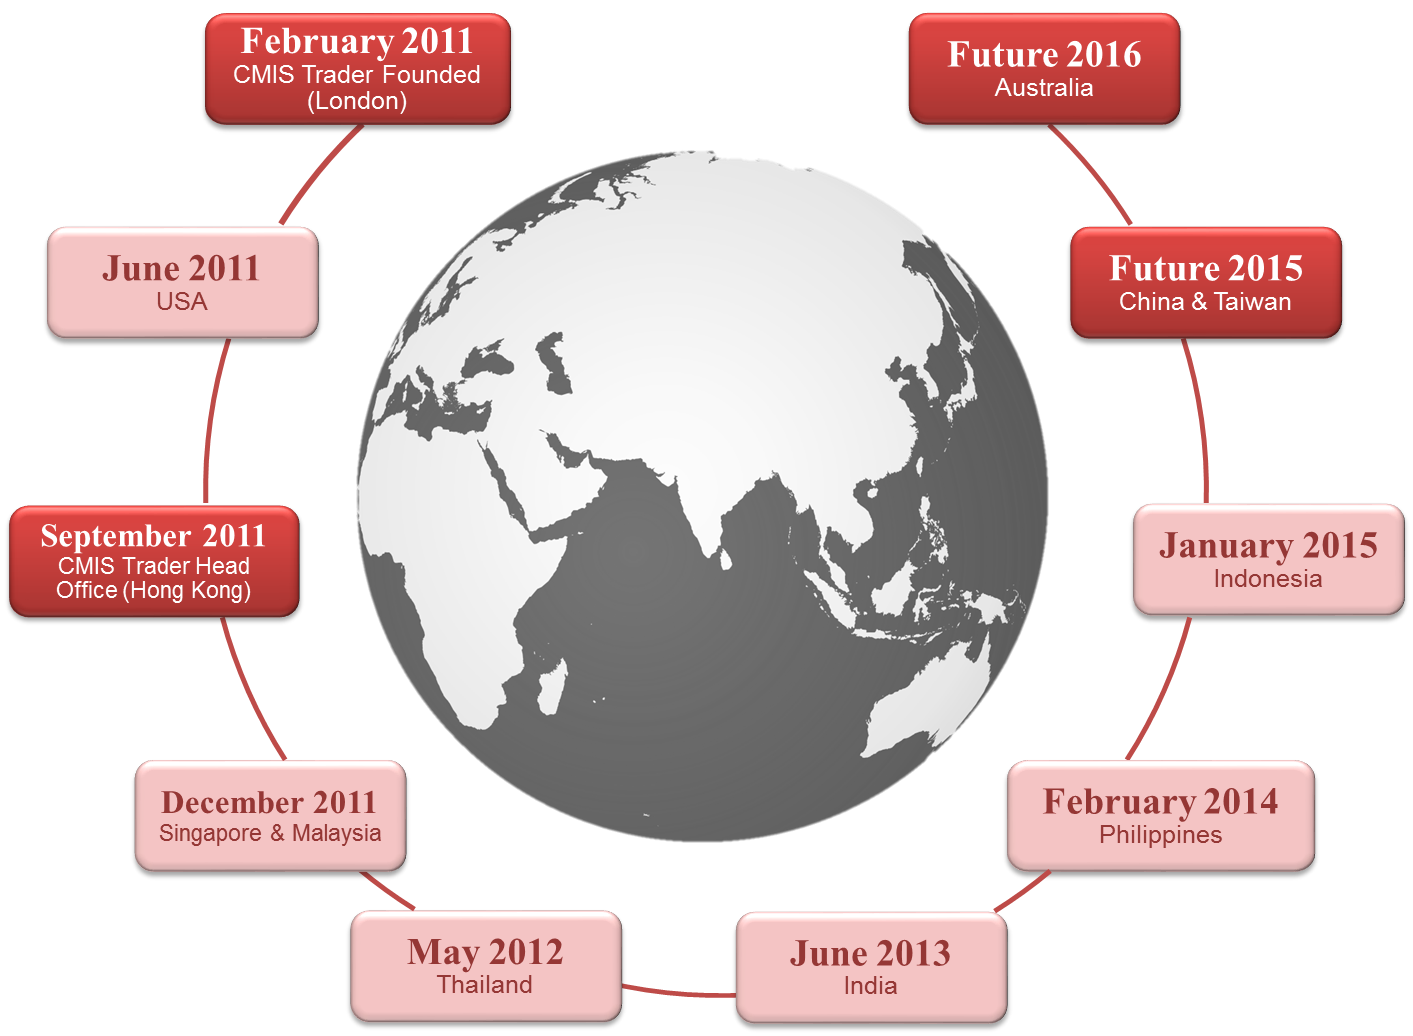 February 2011
CMIS Trader Founded
(London)
June 2011
USA
September 2011
CMIS Trader Head
Office (Hong Kong)
December 2011
Singapore & Malaysia
May 2012
Thailand
June 2013
India
February 2014
Philippines
January 2015
Indonesia
Future 2015
China & Taiwan
Future 2016
Australia